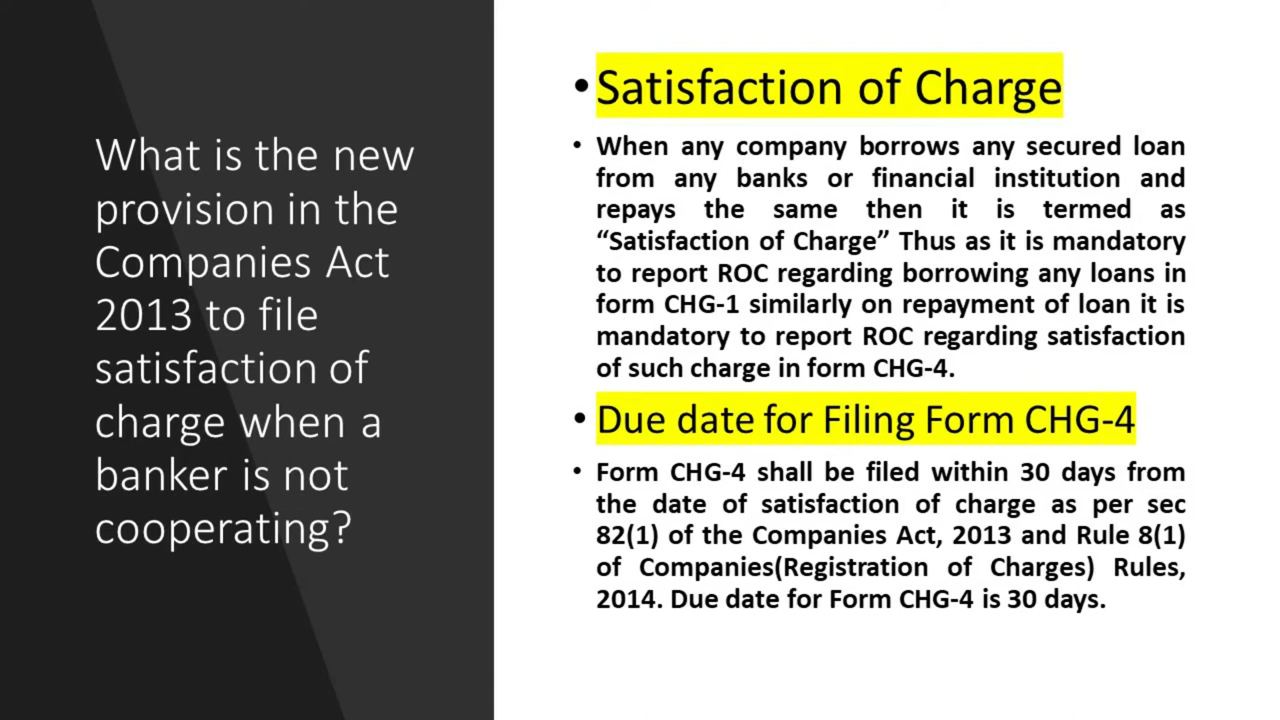 What is the new
provision in the
Companies Act
2013 to file
satisfaction of
charge when a
banker is not
cooperating?
• Satisfaction of Charge
• When any company borrows any secured loan
from any banks or financial institution and
repays the same then it is termed as
“Satisfaction of Charge” Thus as it is mandatory
to report ROC regarding borrowing any loans in
form CHG-1 similarly on repayment of loan it is
mandatory to report ROC regarding satisfaction
of such charge in form CHG-4.
• Due date for Filing Form CHG-4
• Form CHG-4 shall be filed within 30 days from
the date of satisfaction of charge as per sec
82(1) of the Companies Act, 2013 and Rule 8(1)
of Companies(Registration of Charges) Rules,
2014. Due date for Form CHG-4 is 30 days.